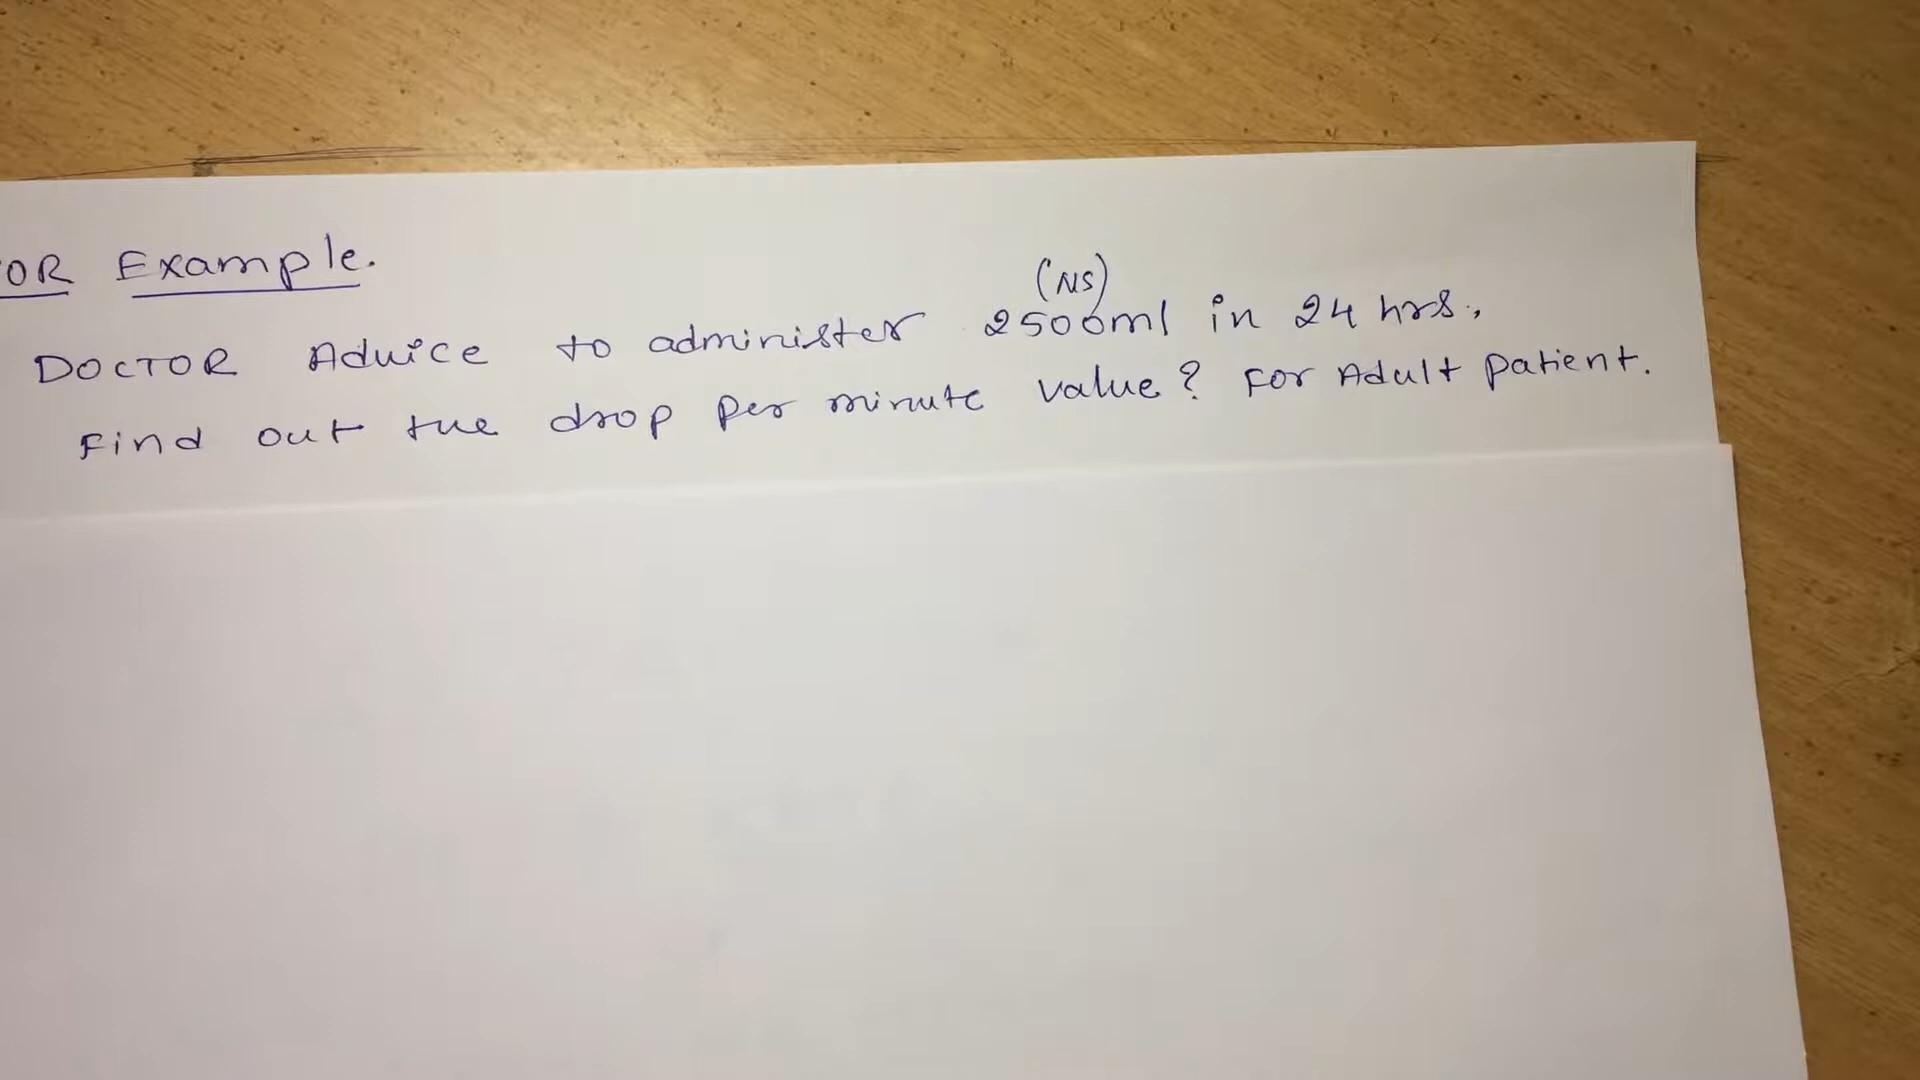 OR Example.
(NS)
DOCTOR Advice to administer 2500ml in 24 hrs.,
Find out the drop per minute value? For Adult patient.